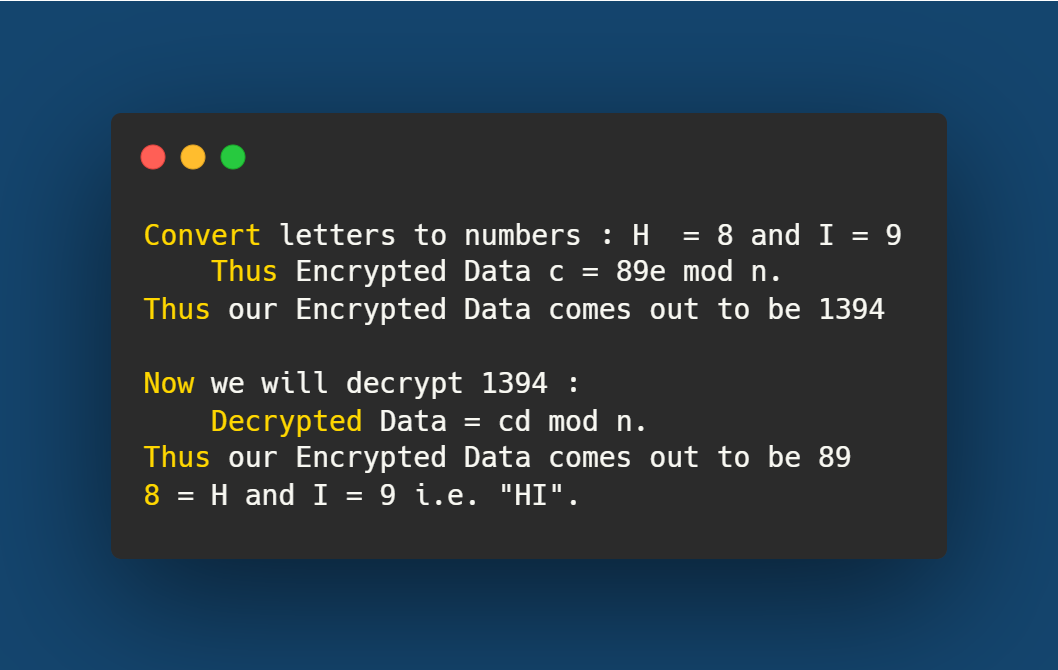 Convert letters to numbers : H  = 8 and I = 9
    Thus Encrypted Data c = 89e mod n.
Thus our Encrypted Data comes out to be 1394
Now we will decrypt 1394 :
    Decrypted Data = cd mod n.
Thus our Encrypted Data comes out to be 89
8 = H and I = 9 i.e. "HI".